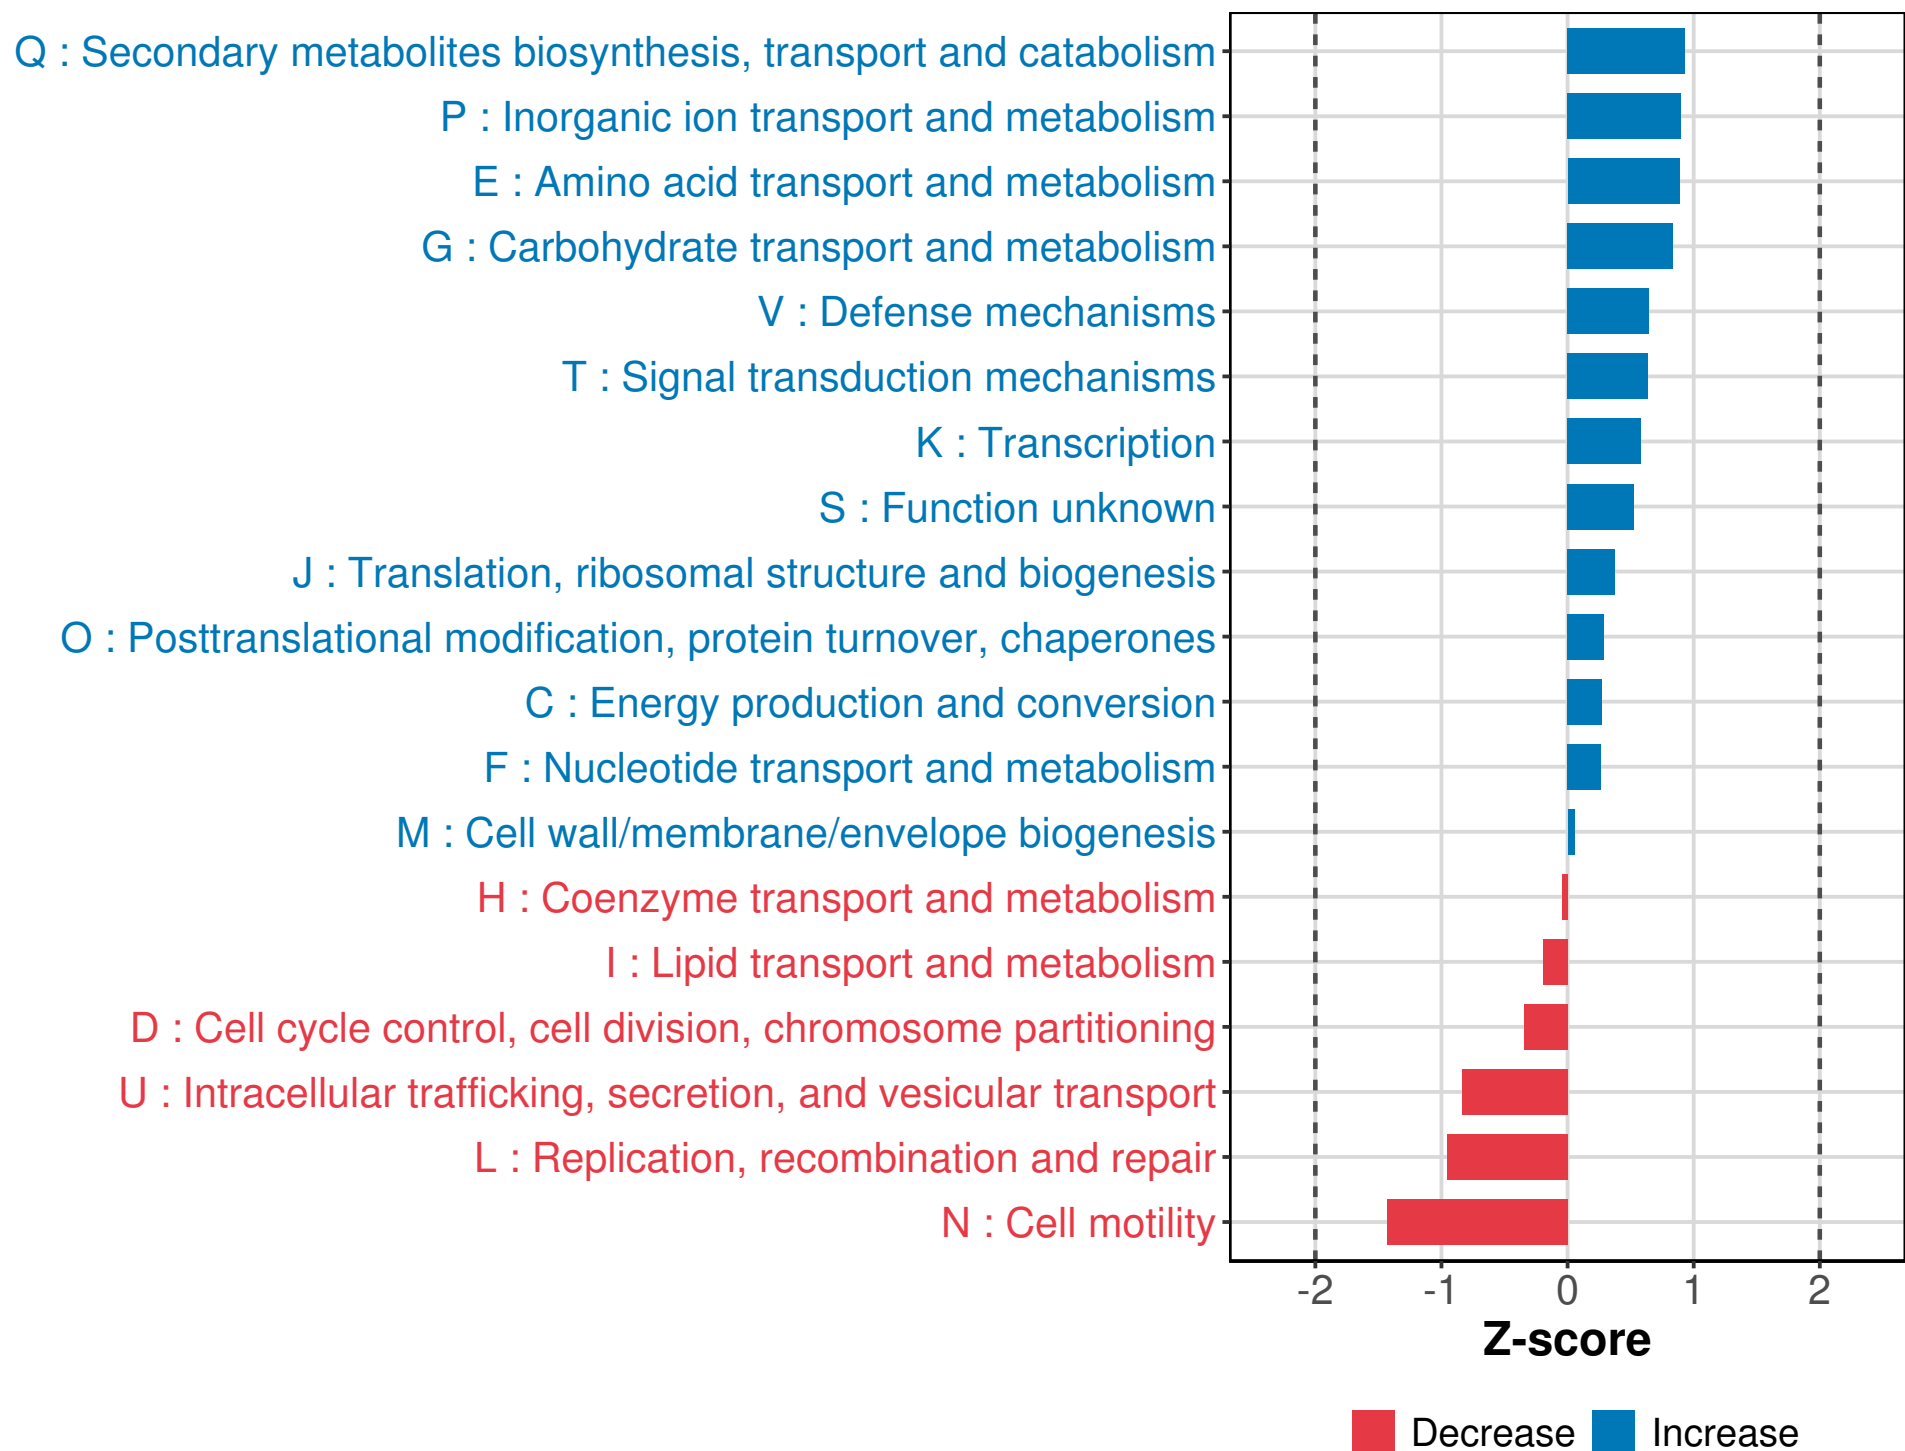 Q : Secondary metabolites biosynthesis, transport and catabolism
P : Inorganic ion transport and metabolism
E : Amino acid transport and metabolism
G : Carbohydrate transport and metabolism
V : Defense mechanisms
T : Signal transduction mechanisms
K : Transcription
S : Function unknown
J : Translation, ribosomal structure and biogenesis
O : Posttranslational modification, protein turnover, chaperones
C : Energy production and conversion
F : Nucleotide transport and metabolism
M : Cell wall/membrane/envelope biogenesis
H : Coenzyme transport and metabolism
I : Lipid transport and metabolism
D : Cell cycle control, cell division, chromosome partitioning
U : Intracellular trafficking, secretion, and vesicular transport
L : Replication, recombination and repair
N : Cell motility
-2 -1 0 1 2
Z-score
Decrease Increase